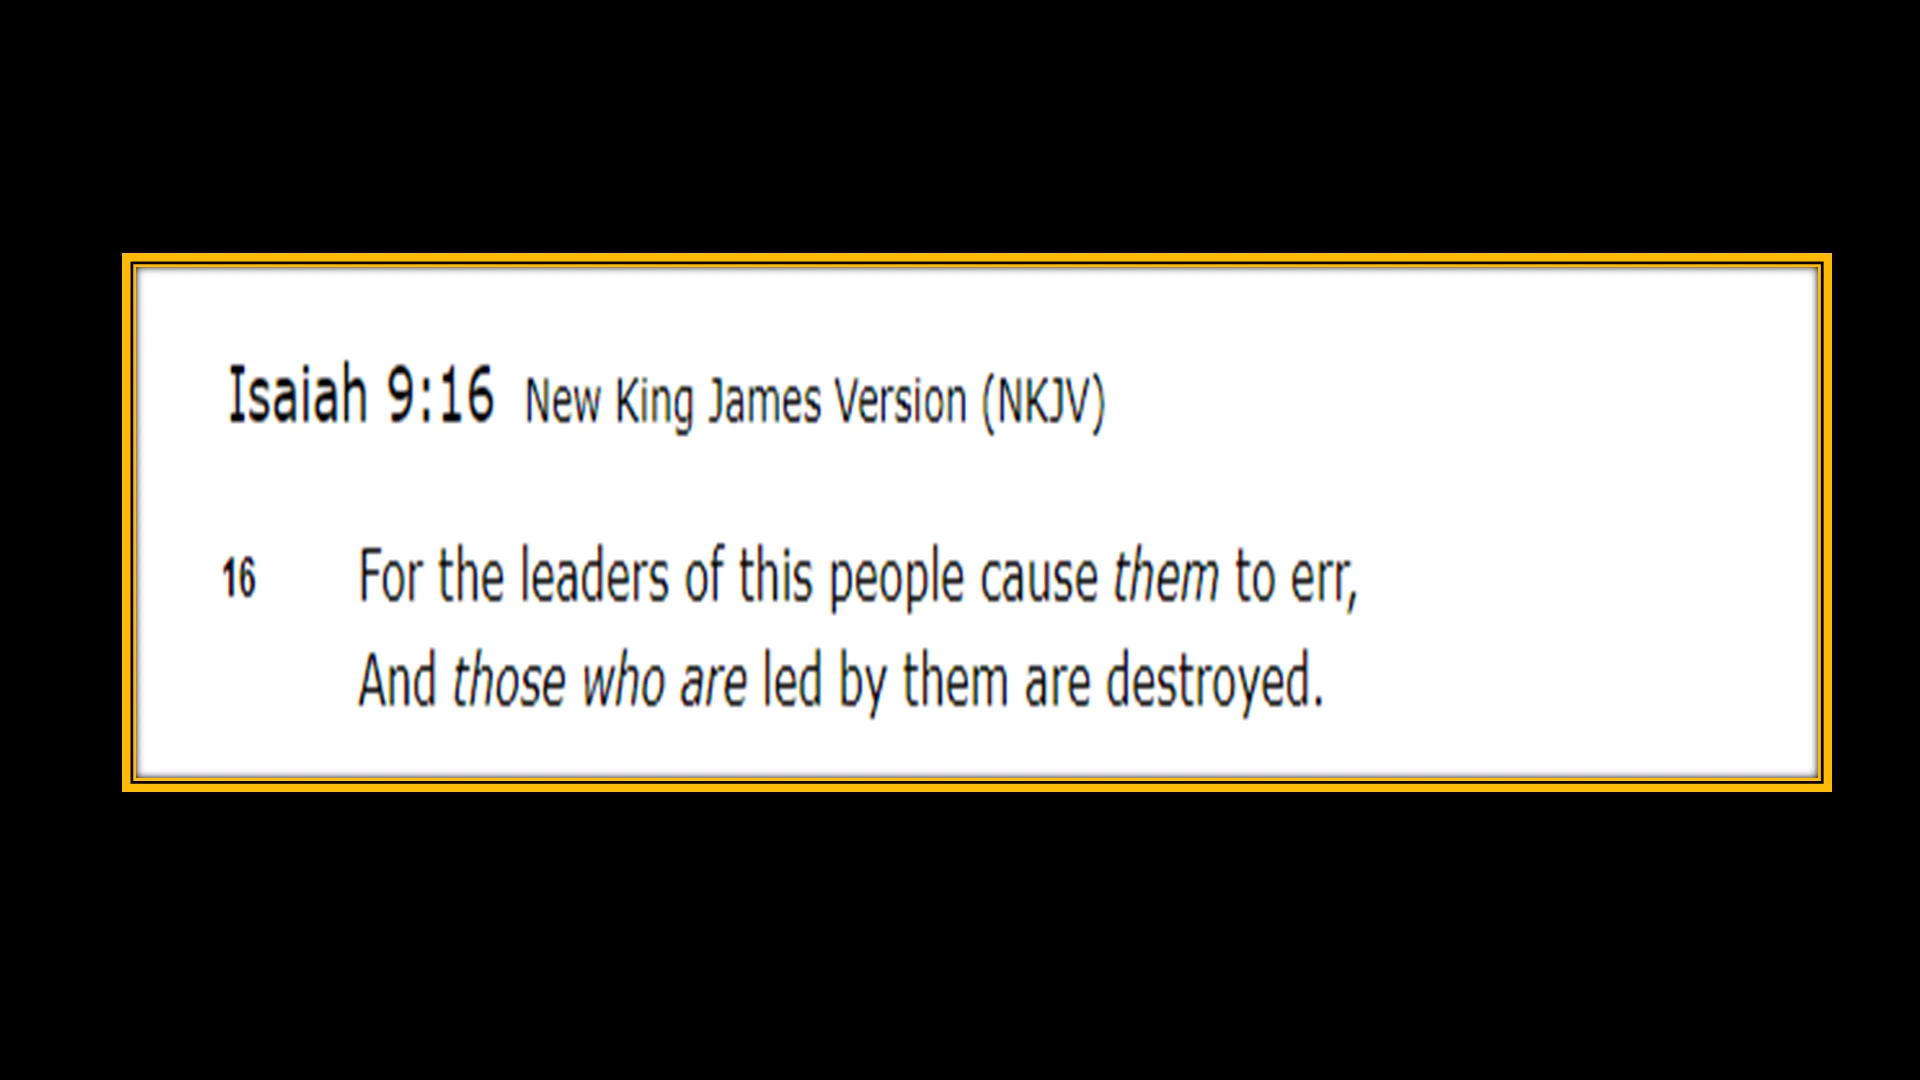 Isaiah 9:16 New King James Version (NKJV)
16 For the leaders of this people cause them to err,
And those who are led by them are destroyed.